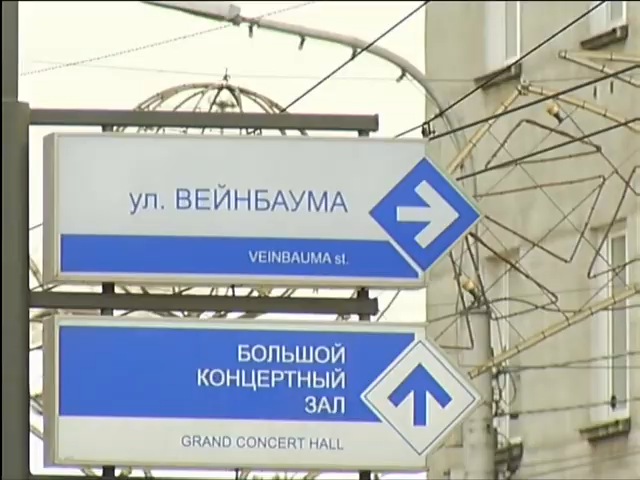 ул. ВЕЙНБАУМА
VEINBAUMA st.
БОЛЬШОЙ
КОНЦЕРТНЫЙ
ЗАЛ
GRAND CONCERT HALL